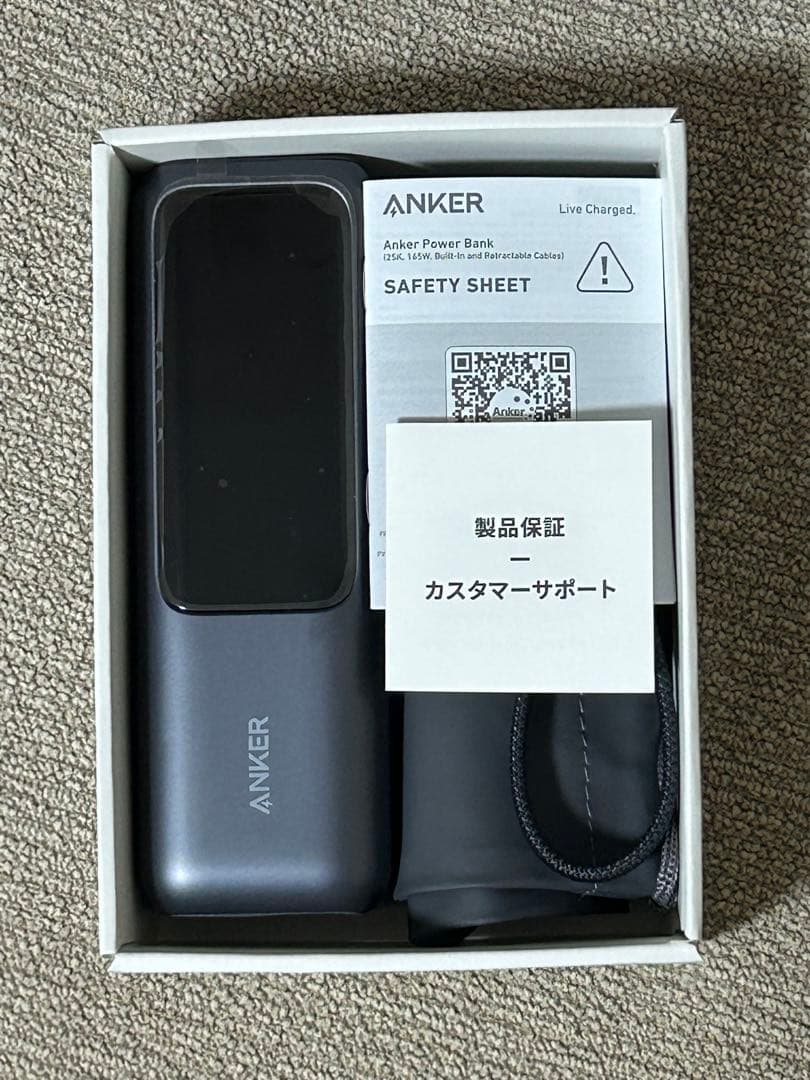 ANKER
Live Charged.
Anker Power Bank
(25K, 165W, Built-In and Retractable Cables)
SAFETY SHEET
Anker
製品保証
ー
カスタマーサポート
ANKER